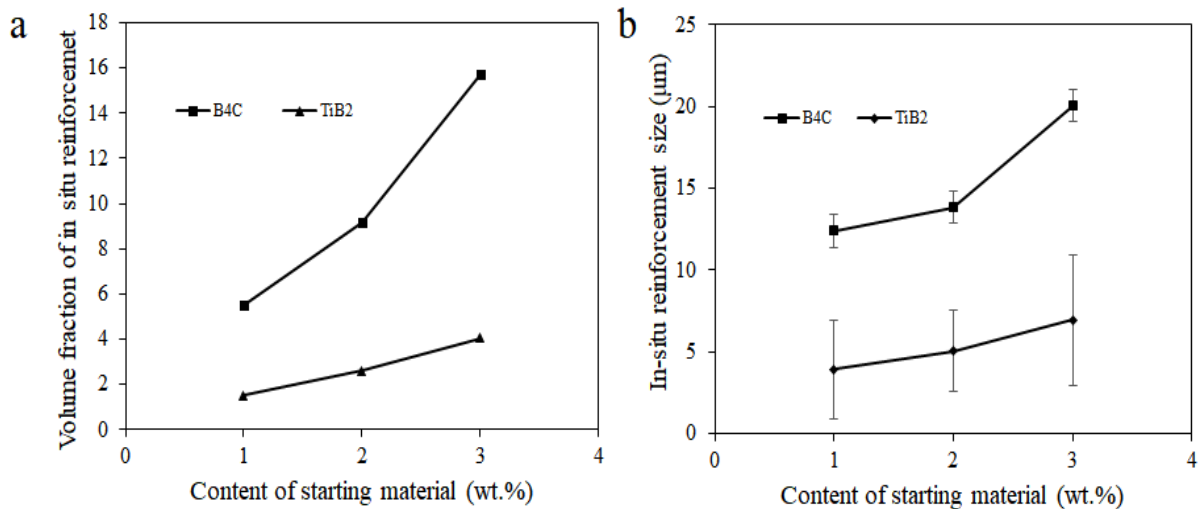 a
Volume fraction of in situ reinforcemet
18
16
14
12
10
8
6
4
2
0
B4C
TiB2
0
1
2
3
4
Content of starting material (wt.%)
b
In-situ reinforcement size (µm)
25
20
15
10
5
0
B4C
TiB2
0
1
2
3
4
Content of starting material (wt.%)